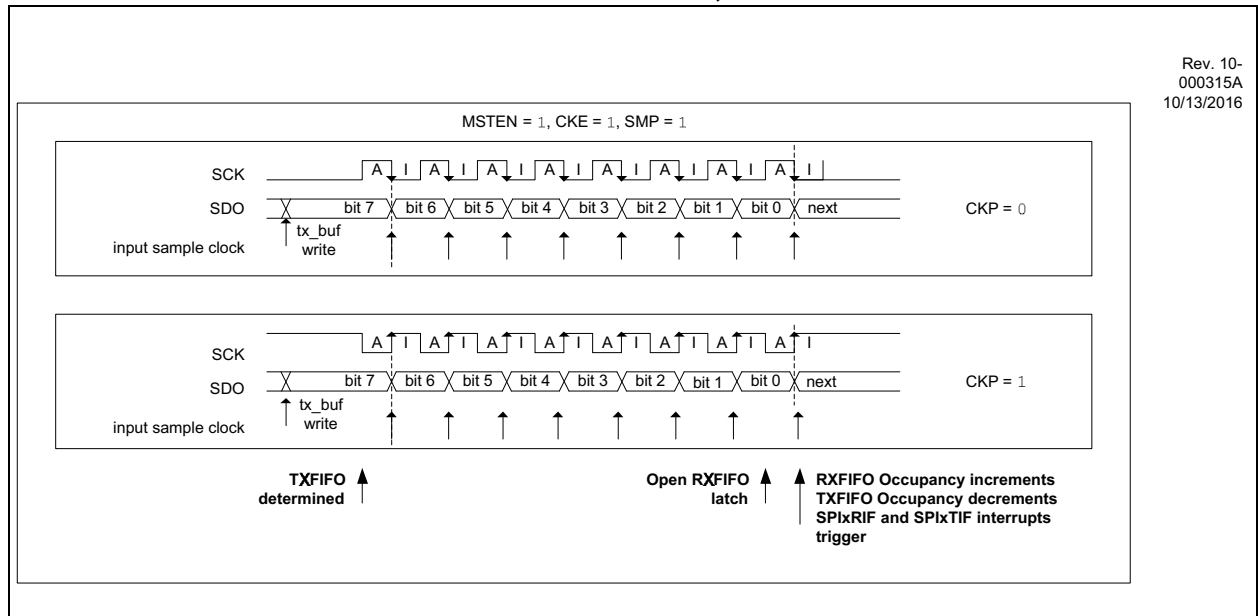 Rev. 10-
000315A
10/13/2016
MSTEN = 1, CKE = 1, SMP = 1
SCK A I A I A I A I A I A I A I A I
SDO bit 7 bit 6 bit 5 bit 4 bit 3 bit 2 bit 1 bit 0 next CKP = 0
tx_buf
write
input sample clock
SCK A I A I A I A I A I A I A I A I
SDO bit 7 bit 6 bit 5 bit 4 bit 3 bit 2 bit 1 bit 0 next CKP = 1
tx_buf
write
input sample clock
TXFIFO
determined
Open RXFIFO
latch
RXFIFO Occupancy increments
TXFIFO Occupancy decrements
SPIxRIF and SPIxTIF interrupts
trigger